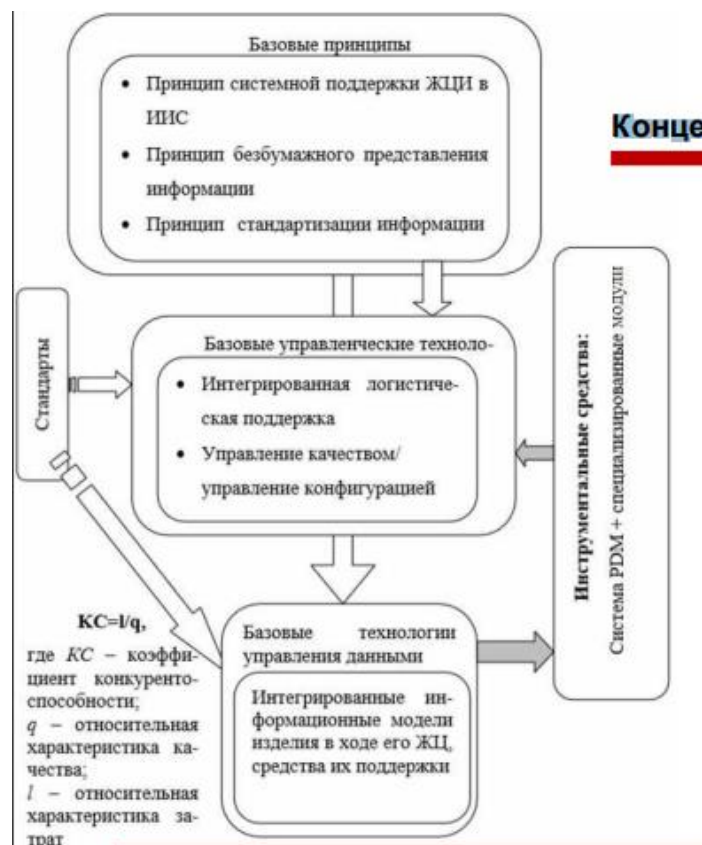 Базовые принципы
• Принцип системной поддержки ЖЦИ в
ИИС
• Принцип безбумажного представления
информации
• Принцип стандартизации информации
Конце
Стандарты
Базовые управленческие техноло-
• Интегрированная логистиче-
ская поддержка
• Управление качеством/
управление конфигурацией
Инструментальные средства:
Система PDM + специализированные модули
KC=l/q,
где KC – коэффи-
циент конкуренто-
способности;
q – относительная
характеристика ка-
чества;
l – относительная
характеристика за-
трат
Базовые технологии
управления данными
Интегрированные ин-
формационные модели
изделия в ходе его ЖЦ,
средства их поддержки